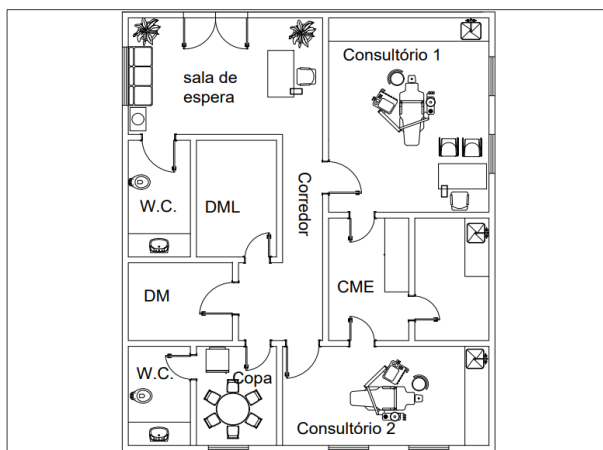 sala de
espera
Consultório 1
W.C.
DML
Corredor
DM
CME
W.C.
Copa
Consultório 2